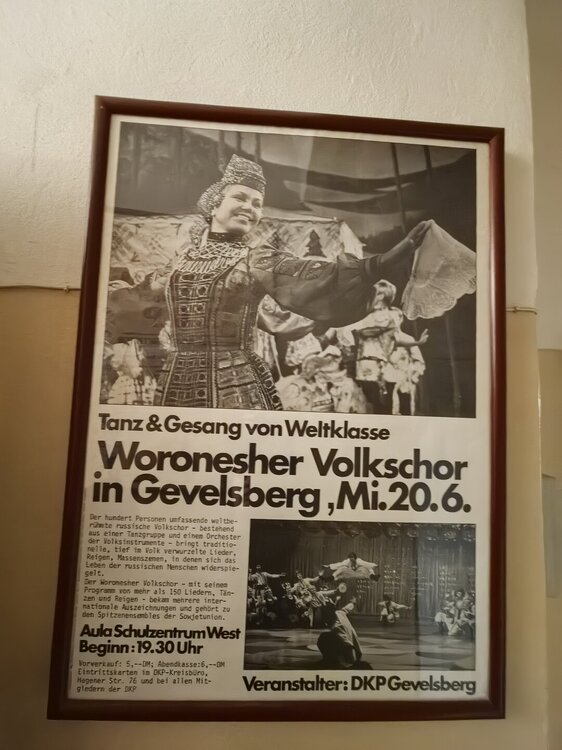 Tanz & Gesang von Weltklasse
Woronesher Volkschor
in Gevelsberg ,Mi.20.6.
Der hundert Personen umfassende weltbe-
rühmte russische Volkschor - bestehend
aus einer Tanzgruppe und einem Orchester
der Volksinstrumente - bringt traditio-
nelle, tief im Volk verwurzelte Lieder,
Reigen, Massenszenen, in denen sich das
Leben der russischen Menschen widerspie-
gelt.
Der Woronesher Volkschor - mit seinem
Programm von mehr als 150 Liedern, Tän-
zen und Reigen - bekam mehrere inter-
nationale Auszeichnungen und gehört zu
den Spitzenensembles der Sowjetunion.
Aula Schulzentrum West
Beginn: 19.30 Uhr
Vorverkauf: 5,--DM; Abendkasse:6,--DM
Eintrittskarten im DKP-Kreisbüro,
Hagener Str. 76 und bei allen Mit-
gliedern der DKP
Veranstalter: DKP Gevelsberg